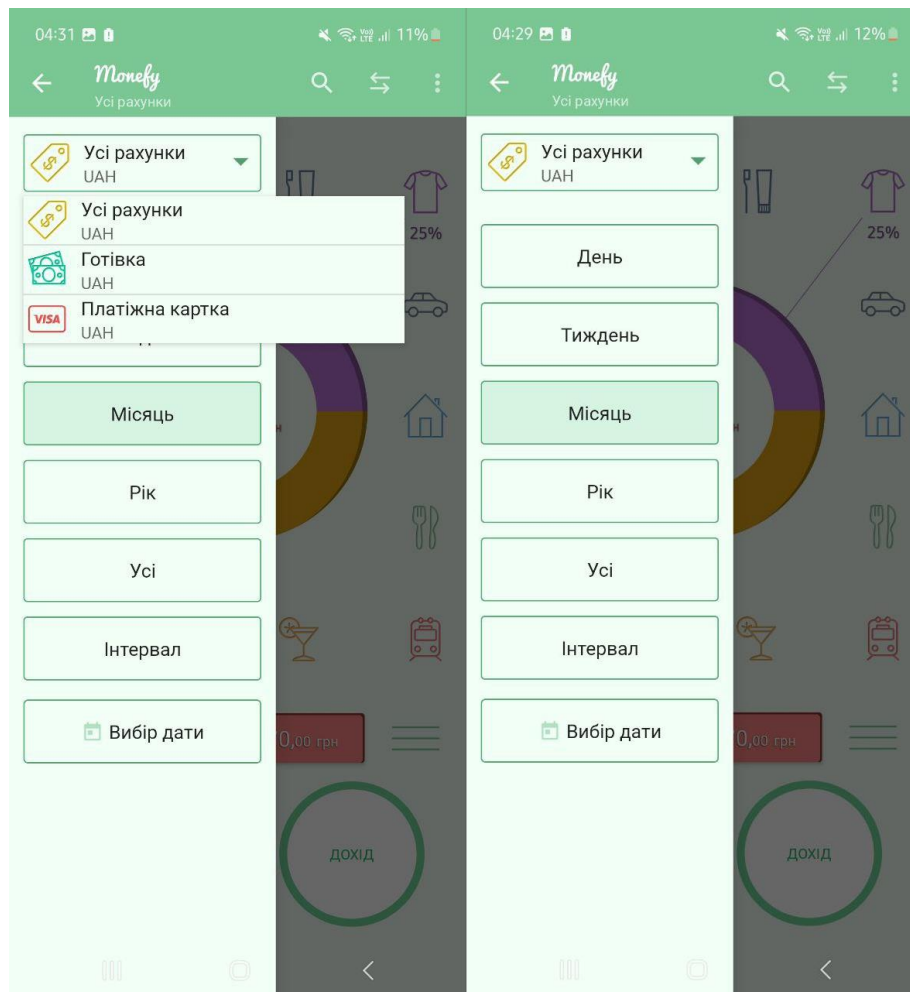 04:31
11%
Monefy
Усі рахунки
Усі рахунки
UAH
Усі рахунки
UAH
Готівка
UAH
VISA
Платіжна картка
UAH
25%
Місяць
Рік
Усі
Інтервал
Вибір дати
0,00 грн
ДОХІД
04:29
12%
Monefy
Усі рахунки
Усі рахунки
UAH
25%
День
Тиждень
Місяць
Рік
Усі
Інтервал
Вибір дати
0,00 грн
ДОХІД